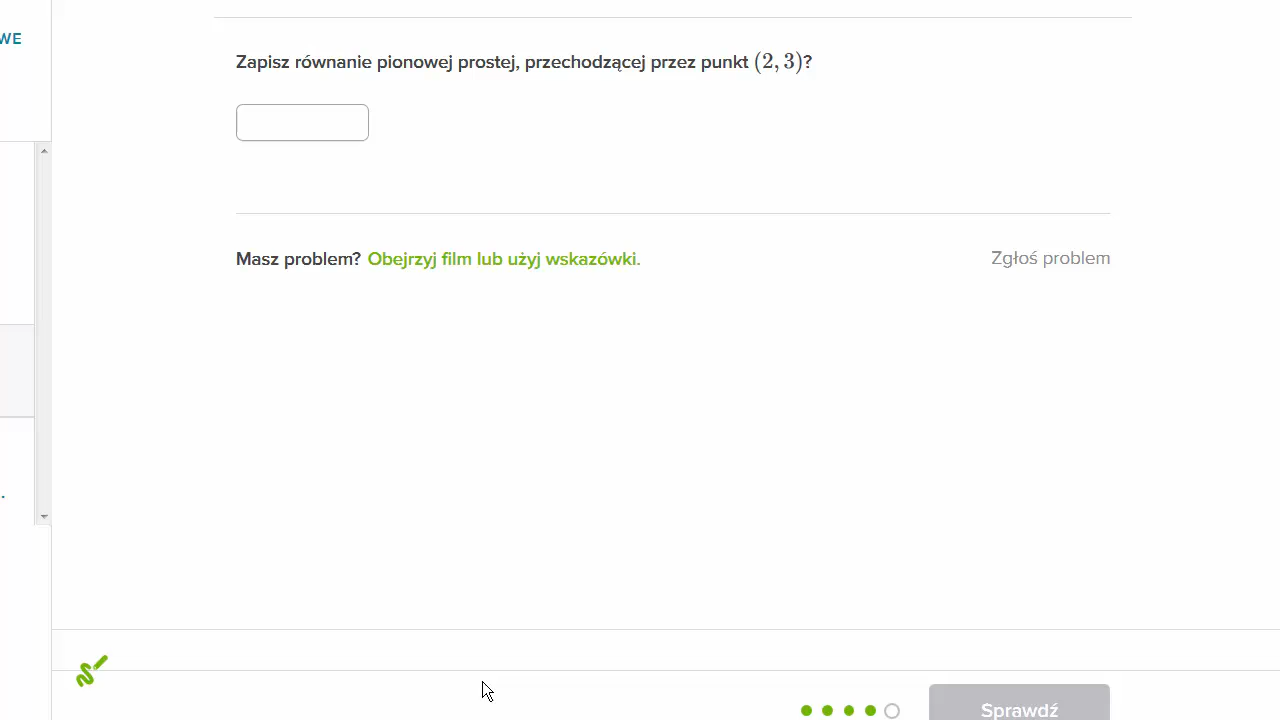 WE
Zapisz równanie pionowej prostej, przechodzącej przez punkt (2, 3)?
Masz problem? Obejrzyj film lub użyj wskazówki.
Zgłoś problem
.
Sprawdź